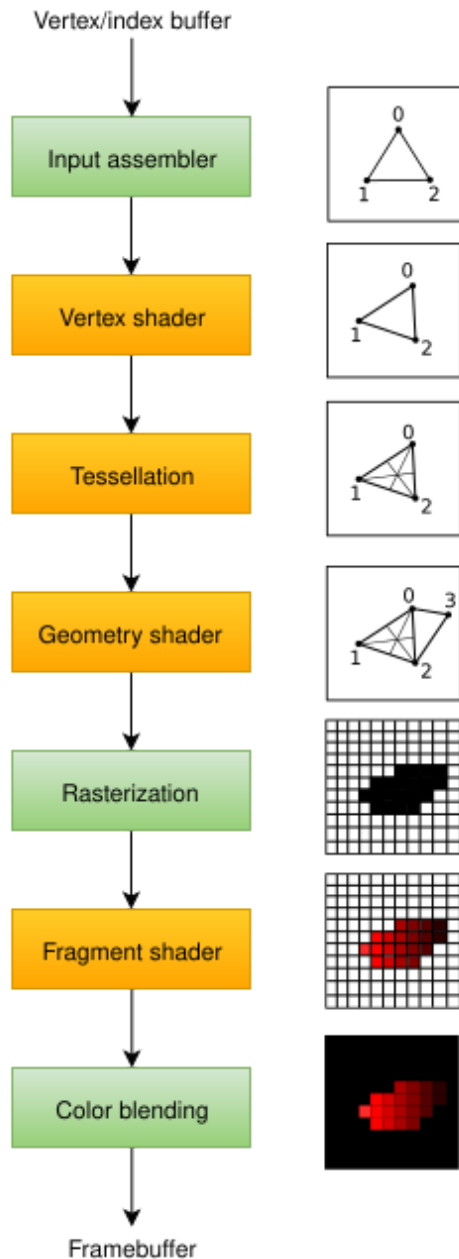 Vertex/index buffer
Input assembler
0
1
2
Vertex shader
0
1
2
Tessellation
0
1
2
Geometry shader
0
3
1
2
Rasterization
Fragment shader
Color blending
Framebuffer